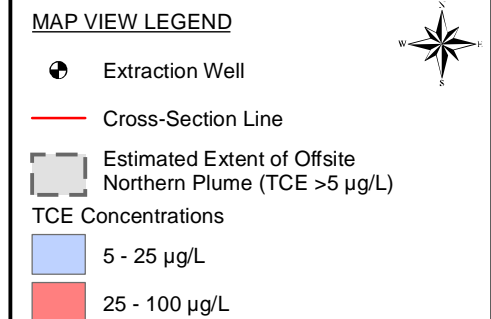 MAP VIEW LEGEND
N
W E
S
Extraction Well
Cross-Section Line
Estimated Extent of Offsite
Northern Plume (TCE >5 µg/L)
TCE Concentrations
5 - 25 µg/L
25 - 100 µg/L